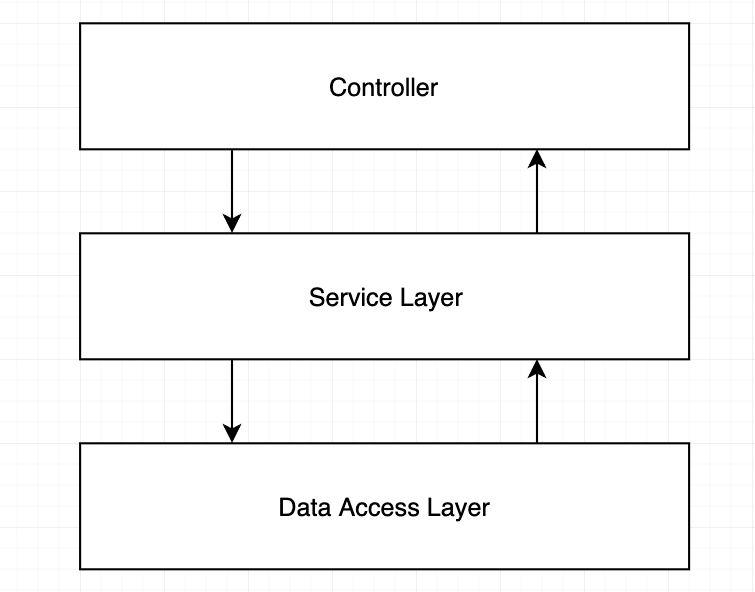 Controller
Service Layer
Data Access Layer